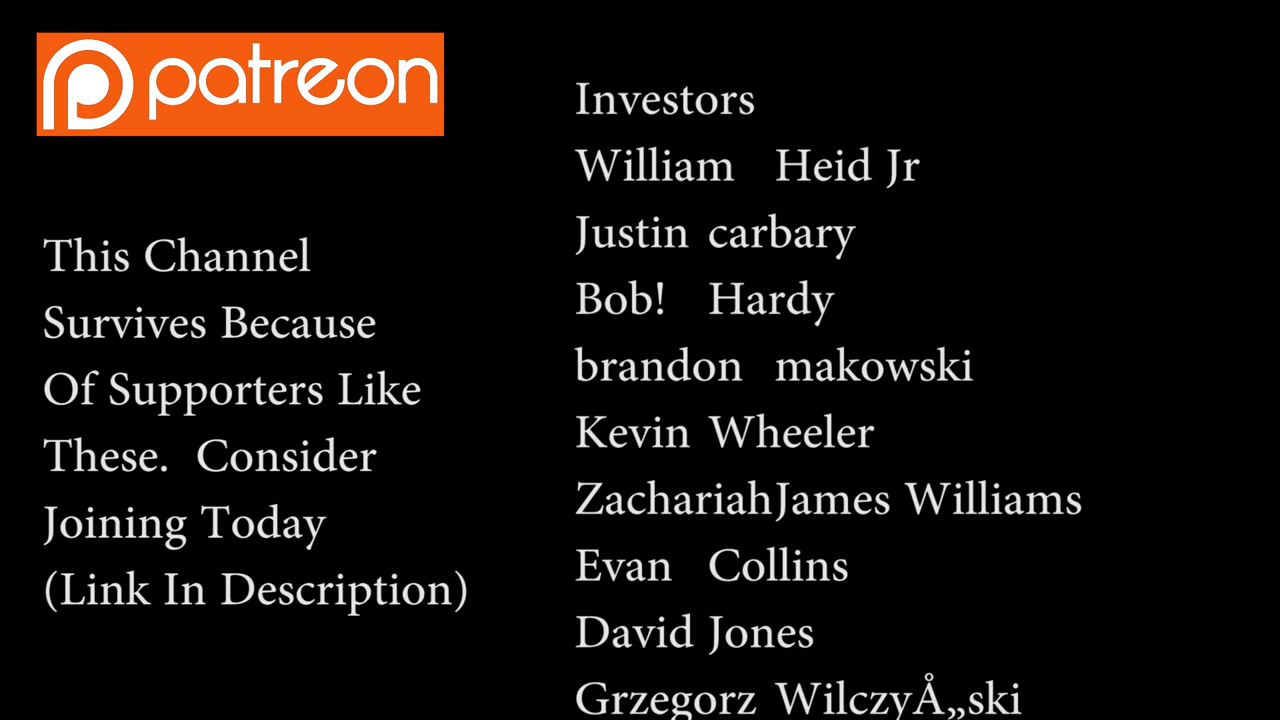 patreon
This Channel
Survives Because
Of Supporters Like
These. Consider
Joining Today
(Link In Description)
Investors
William Heid Jr
Justin carbary
Bob! Hardy
brandon makowski
Kevin Wheeler
ZachariahJames Williams
Evan Collins
David Jones
Grzegorz WilczyÅ„ski